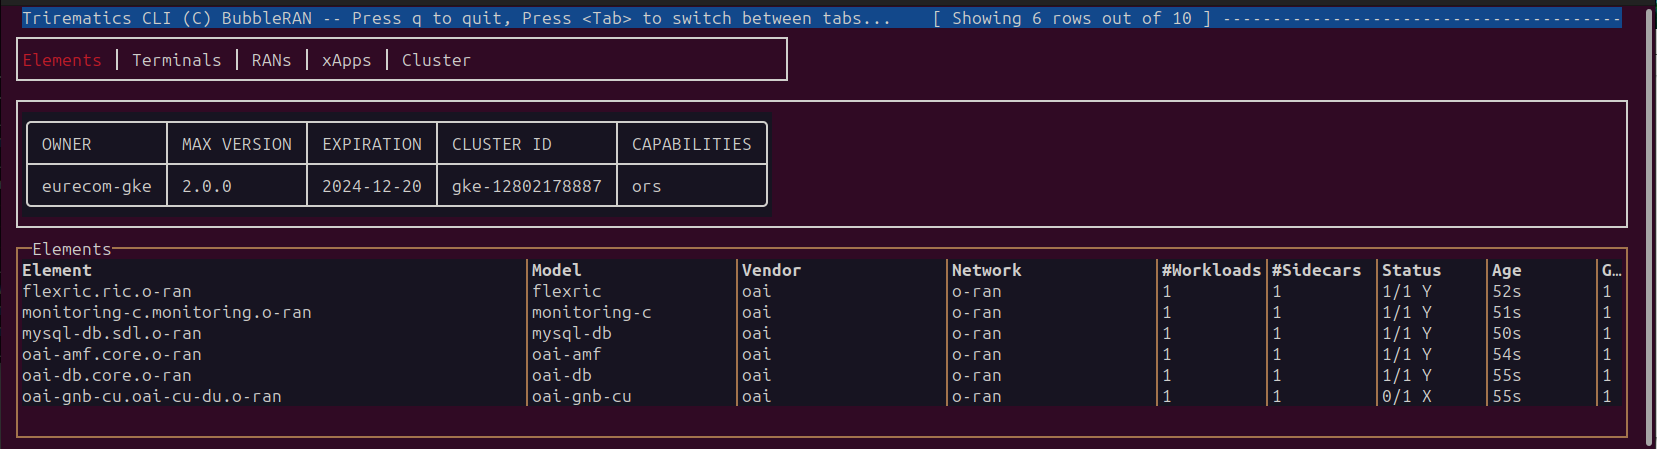 Trirematics CLI (C) BubbleRAN -- Press q to quit, Press <Tab> to switch between tabs... [ Showing 6 rows out of 10 ] ----------------------------------------
Elements | Terminals | RANs | xApps | Cluster
OWNER MAX VERSION EXPIRATION CLUSTER ID CAPABILITIES
eurecom-gke 2.0.0 2024-12-20 gke-12802178887 ors
Elements
Element Model Vendor Network #Workloads #Sidecars Status Age G…
flexric.ric.o-ran flexric oai o-ran 1 1 1/1 Y 52s 1
monitoring-c.monitoring.o-ran monitoring-c oai o-ran 1 1 1/1 Y 51s 1
mysql-db.sdl.o-ran mysql-db oai o-ran 1 1 1/1 Y 50s 1
oai-amf.core.o-ran oai-amf oai o-ran 1 1 1/1 Y 54s 1
oai-db.core.o-ran oai-db oai o-ran 1 1 1/1 Y 55s 1
oai-gnb-cu.oai-cu-du.o-ran oai-gnb-cu oai o-ran 1 1 0/1 X 55s 1